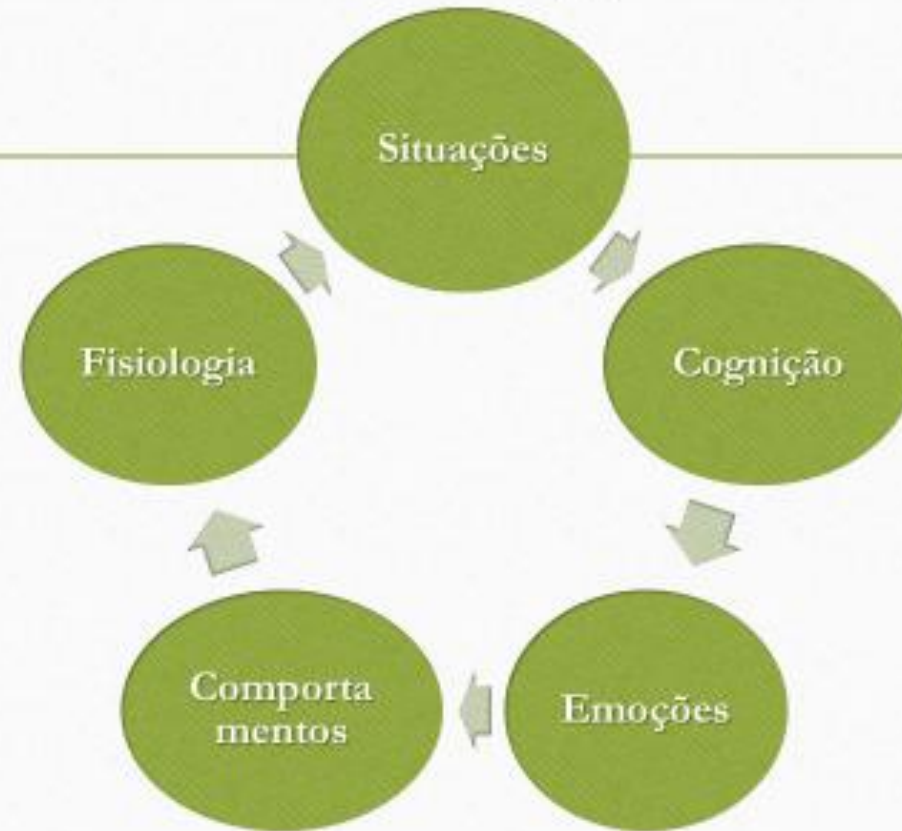 Situações
Fisiologia
Cognição
Comporta
mentos
Emoções